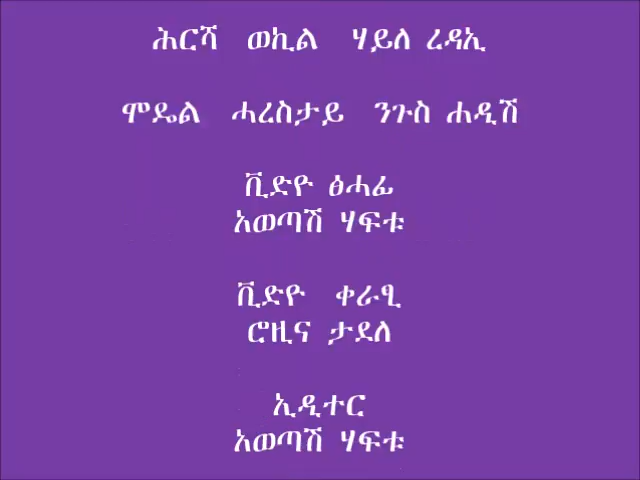 ሕርሻ ወኪል ሃይለ ረዳኢ
ሞዴል ሓረስታይ ንጉስ ሐዲሽ
ቪድዮ ፅሓፊ
አወጣሽ ሃፍቱ
ቪድዮ ቀራፂ
ሮዚና ታደለ
ኢዲተር
አወጣሽ ሃፍቱ